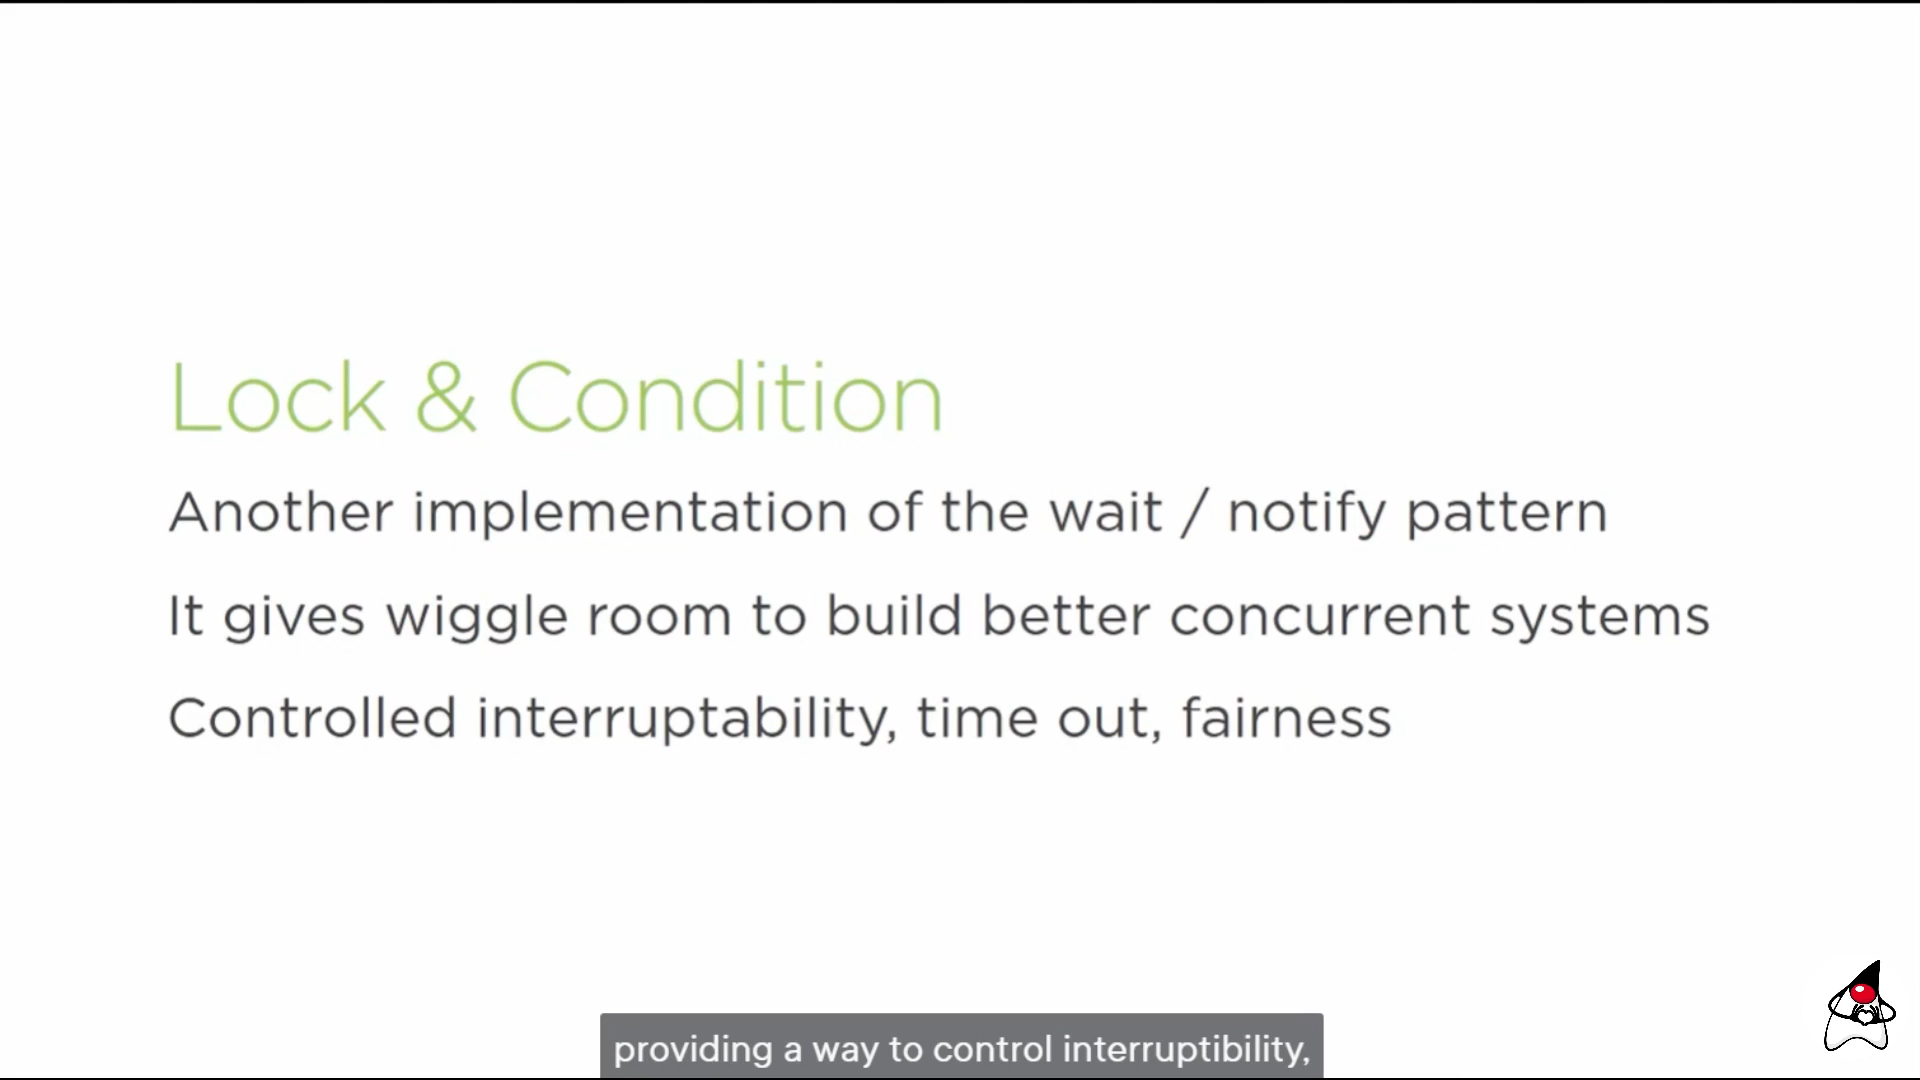 Lock & Condition
Another implementation of the wait / notify pattern
It gives wiggle room to build better concurrent systems
Controlled interruptability, time out, fairness
providing a way to control interruptibility,